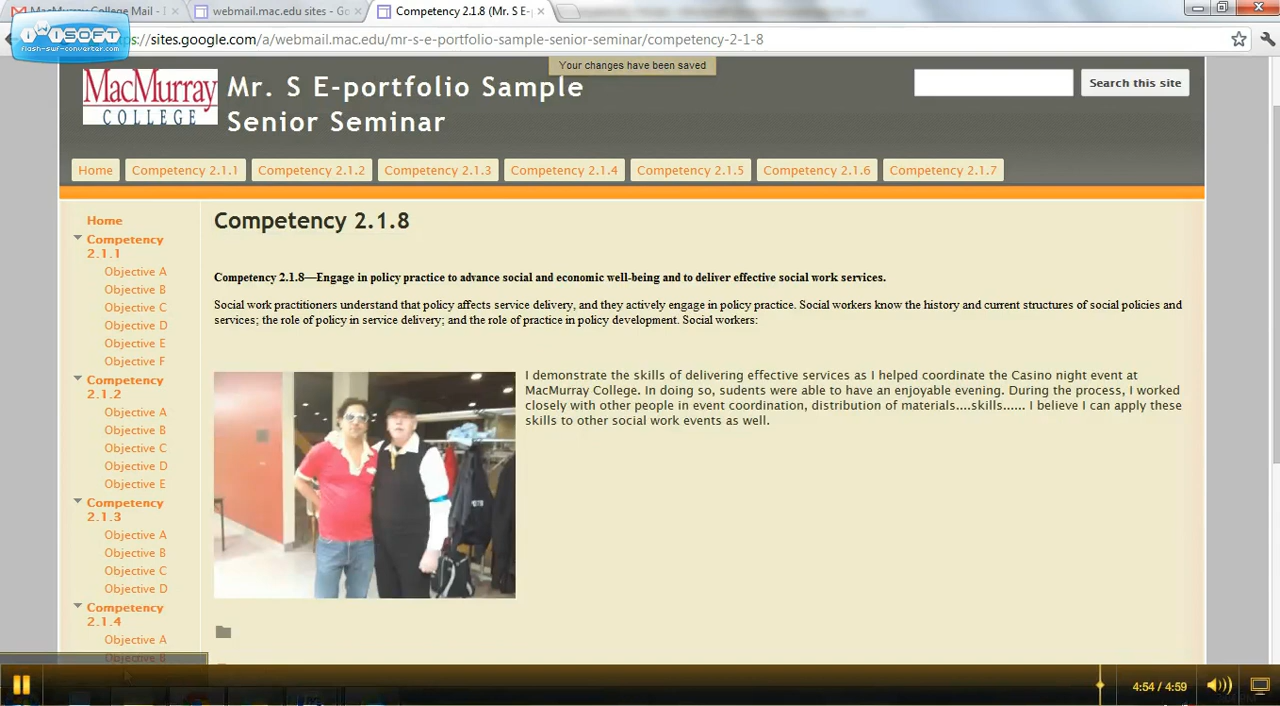 MacMurray College Mail -
webmail.mac.edu sites - Go
Competency 2.1.8 (Mr. S E-
iWiSOFT
flash-swf-converter.com
://sites.google.com/a/webmail.mac.edu/mr-s-e-portfolio-sample-senior-seminar/competency-2-1-8
Your changes have been saved
MacMurray
COLLEGE
Mr. S E-portfolio Sample
Senior Seminar
Search this site
Home
Competency 2.1.1
Competency 2.1.2
Competency 2.1.3
Competency 2.1.4
Competency 2.1.5
Competency 2.1.6
Competency 2.1.7
Home
Competency
2.1.1
Objective A
Objective B
Objective C
Objective D
Objective E
Objective F
Competency
2.1.2
Objective A
Objective B
Objective C
Objective D
Objective E
Competency
2.1.3
Objective A
Objective B
Objective C
Objective D
Competency
2.1.4
Objective A
Objective B
Competency 2.1.8
Competency 2.1.8—Engage in policy practice to advance social and economic well-being and to deliver effective social work services.
Social work practitioners understand that policy affects service delivery, and they actively engage in policy practice. Social workers know the history and current structures of social policies and
services; the role of policy in service delivery; and the role of practice in policy development. Social workers:
I demonstrate the skills of delivering effective services as I helped coordinate the Casino night event at
MacMurray College. In doing so, sudents were able to have an enjoyable evening. During the process, I worked
closely with other people in event coordination, distribution of materials....skills...... I believe I can apply these
skills to other social work events as well.
4:54 / 4:59